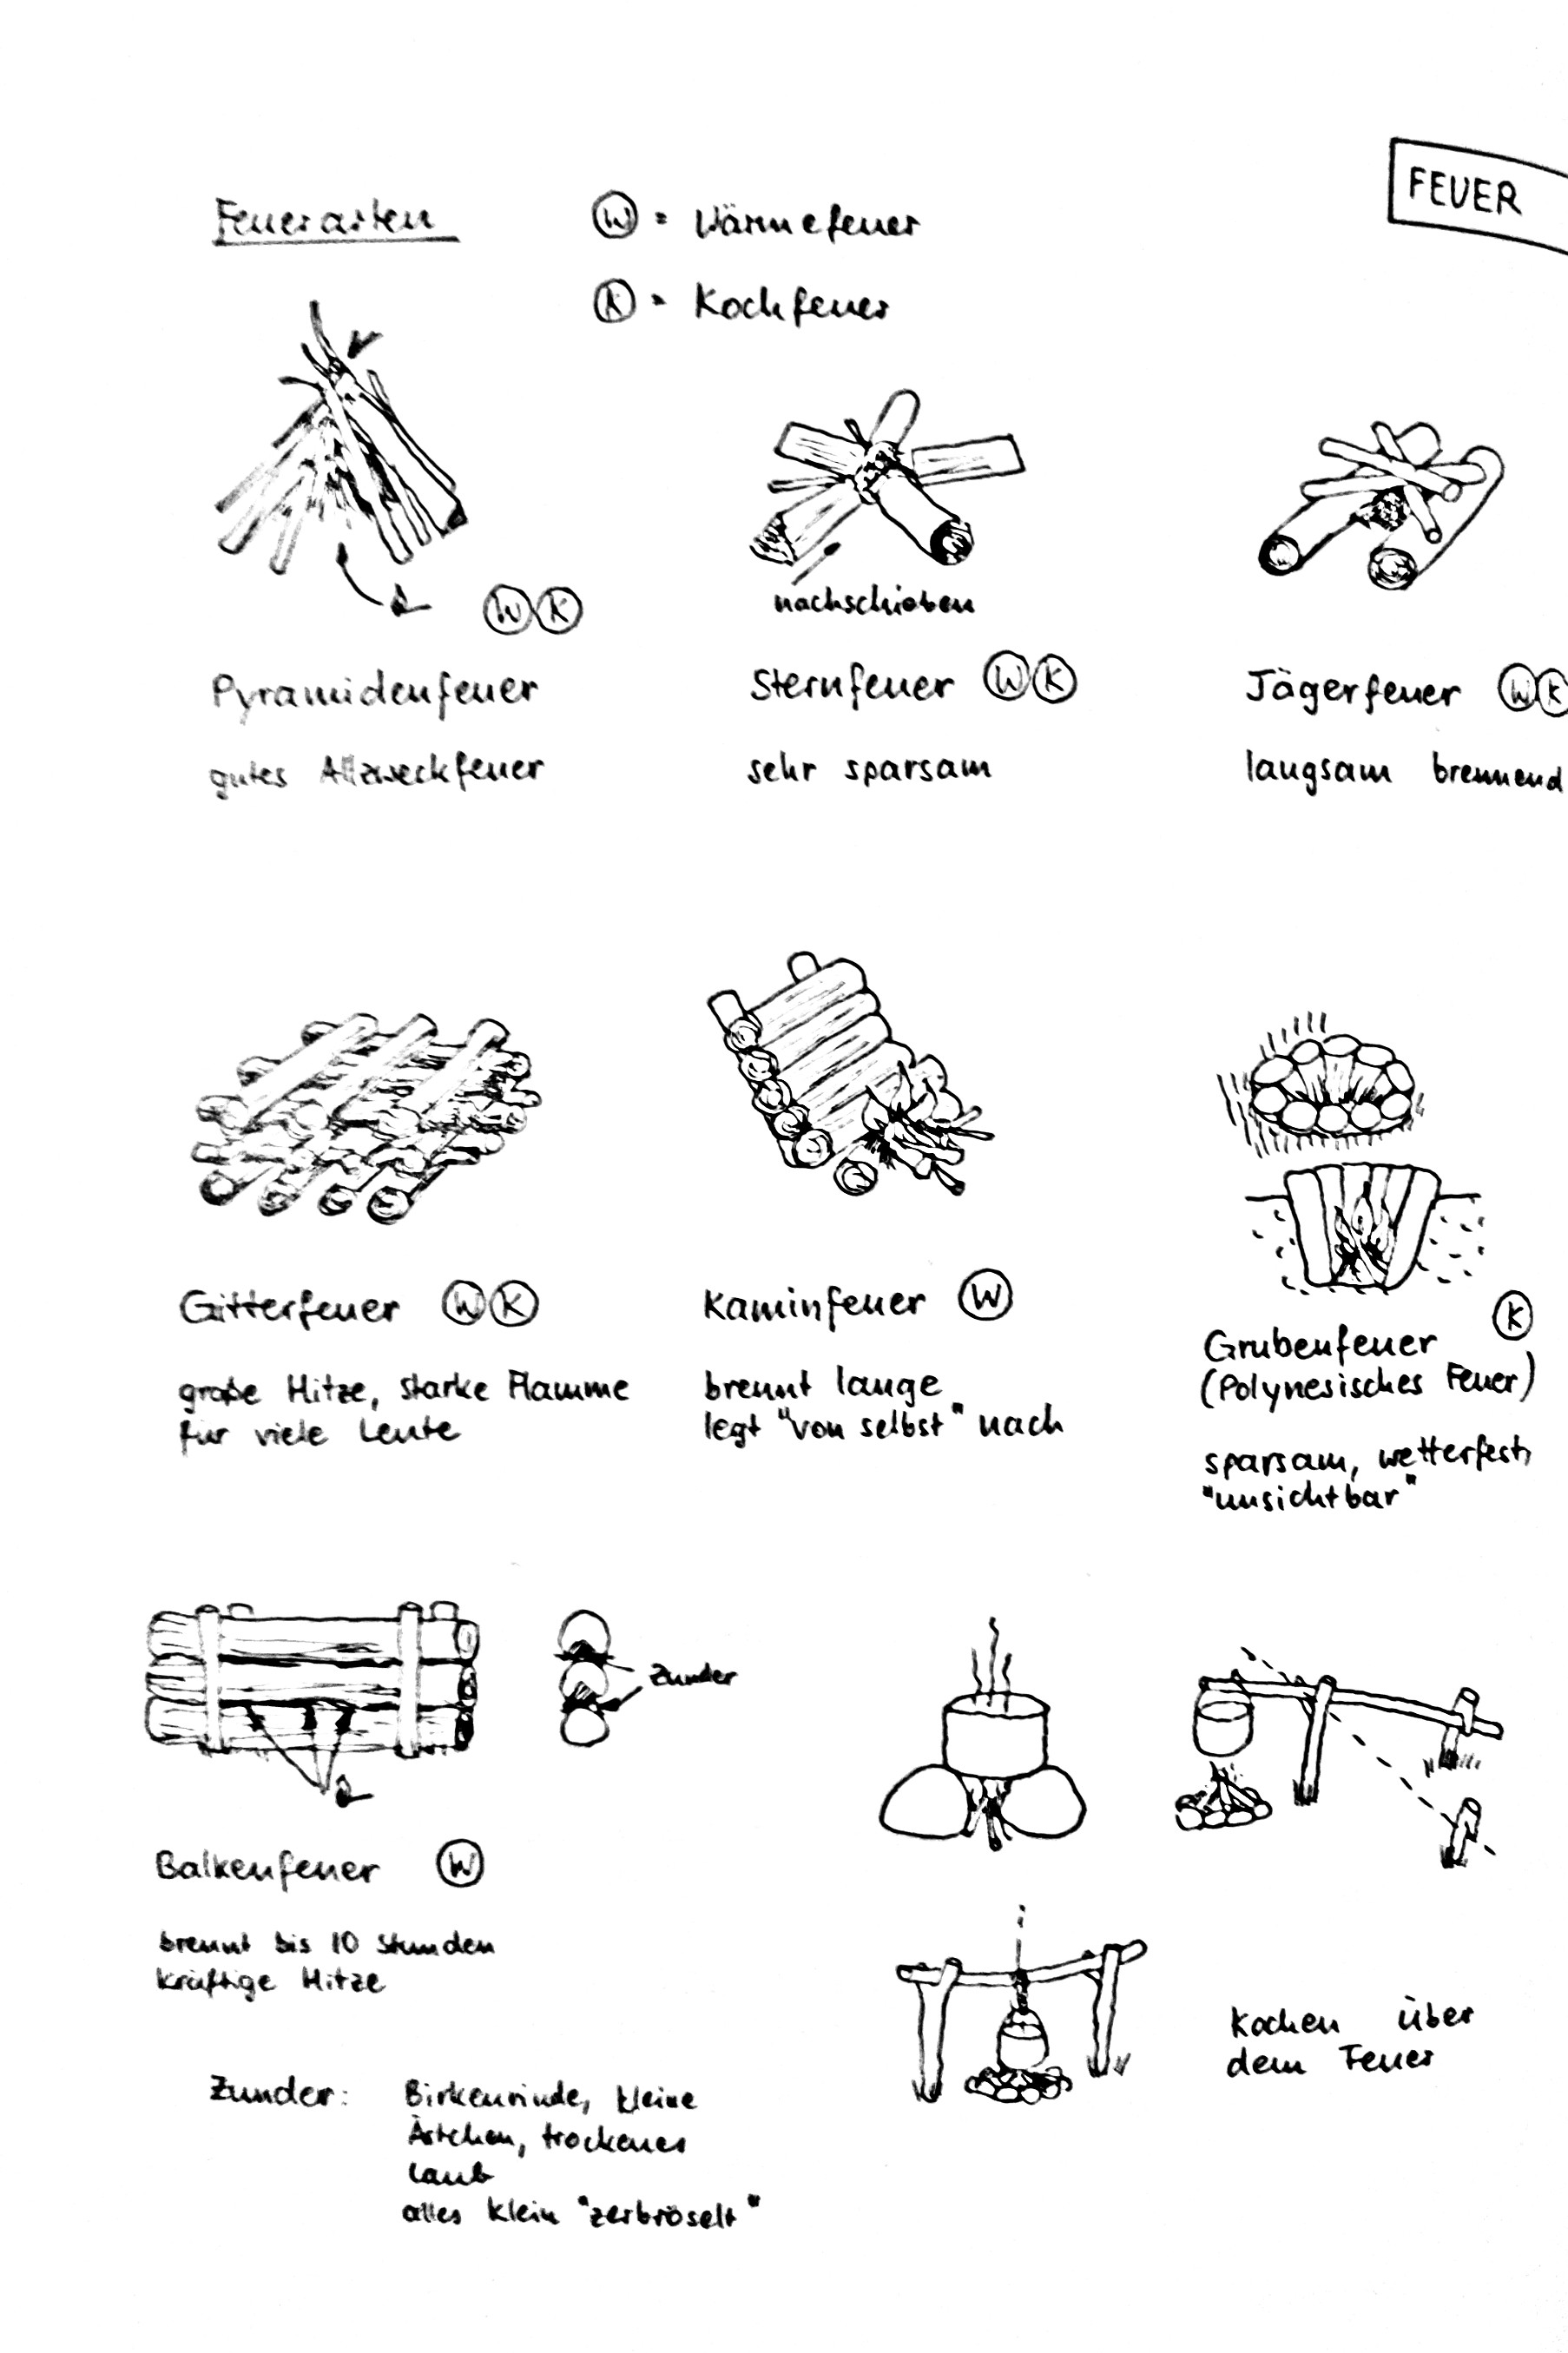 FEUER
Feuerarten
W = Wärmefeuer
K = Kochfeuer
W K
Pyramidenfeuer
gutes Allzweckfeuer
nachschieben
Sternfeuer W K
sehr sparsam
Jägerfeuer W K
langsam brennend
Gitterfeuer W K
große Hitze, starke Flamme
für viele Leute
Kaminfeuer W
brennt lange
legt "von selbst" nach
K
Grubenfeuer
(Polynesisches Feuer)
sparsam, wetterfest,
"unsichtbar"
Zunder
Balkenfeuer W
brennt bis 10 Stunden
kräftige Hitze
Kochen über
dem Feuer
Zunder: Birkenrinde, kleine
Ästchen, trockenes
Laub
alles klein "zerbröselt"